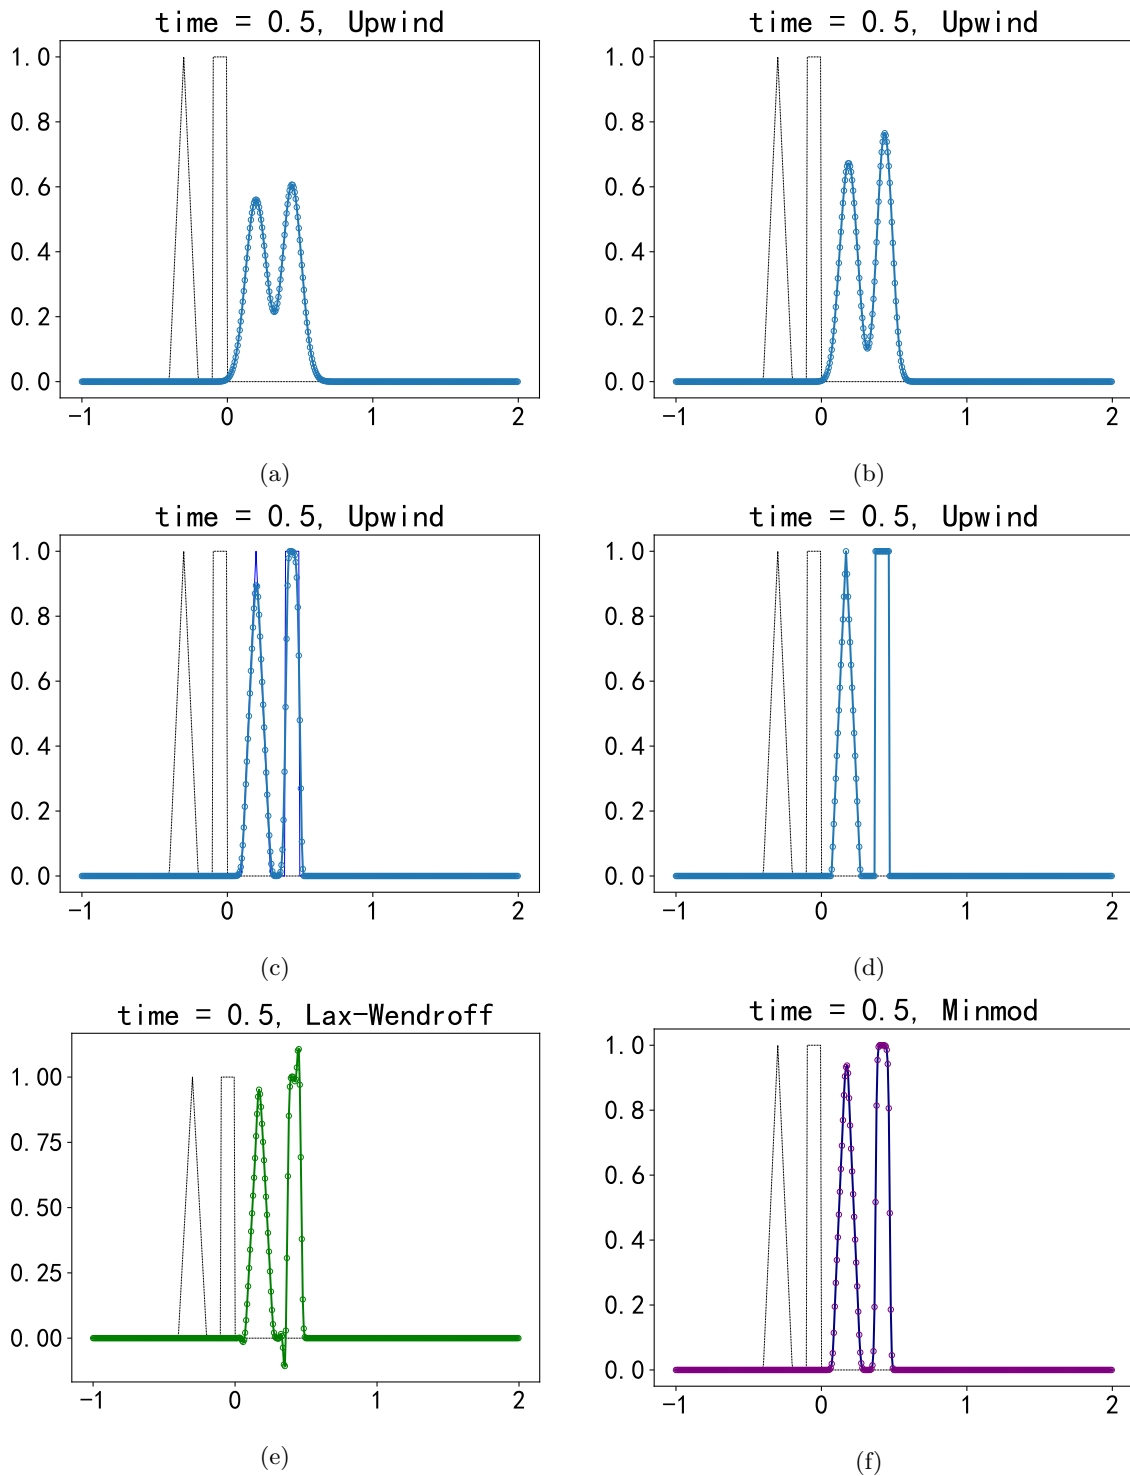 time = 0.5, Upwind
1.0
0.8
0.6
0.4
0.2
0.0
−1 0 1 2
(a)
time = 0.5, Upwind
1.0
0.8
0.6
0.4
0.2
0.0
−1 0 1 2
(b)
time = 0.5, Upwind
1.0
0.8
0.6
0.4
0.2
0.0
−1 0 1 2
(c)
time = 0.5, Upwind
1.0
0.8
0.6
0.4
0.2
0.0
−1 0 1 2
(d)
time = 0.5, Lax-Wendroff
1.00
0.75
0.50
0.25
0.00
−1 0 1 2
(e)
time = 0.5, Minmod
1.0
0.8
0.6
0.4
0.2
0.0
−1 0 1 2
(f)